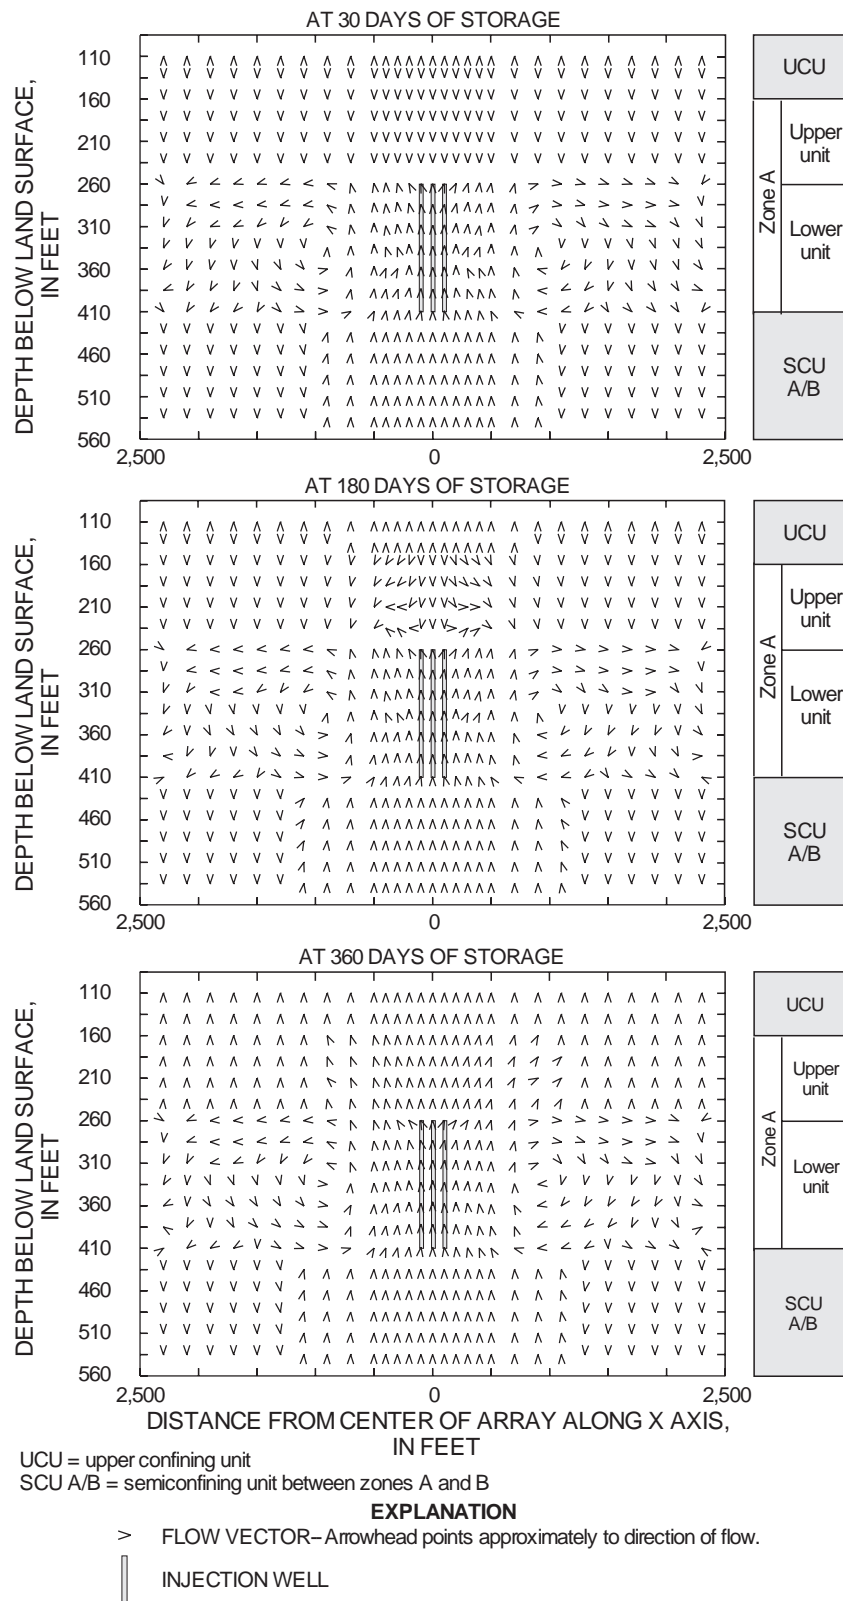 AT 30 DAYS OF STORAGE
DEPTH BELOW LAND SURFACE,
IN FEET
110
160
210
260
310
360
410
460
510
560
2,500
0
2,500
UCU
Zone A
Upper
unit
Lower
unit
SCU
A/B
AT 180 DAYS OF STORAGE
DEPTH BELOW LAND SURFACE,
IN FEET
110
160
210
260
310
360
410
460
510
560
2,500
0
2,500
UCU
Zone A
Upper
unit
Lower
unit
SCU
A/B
AT 360 DAYS OF STORAGE
DEPTH BELOW LAND SURFACE,
IN FEET
110
160
210
260
310
360
410
460
510
560
2,500
0
2,500
UCU
Zone A
Upper
unit
Lower
unit
SCU
A/B
DISTANCE FROM CENTER OF ARRAY ALONG X AXIS,
IN FEET
UCU = upper confining unit
SCU A/B = semiconfining unit between zones A and B
EXPLANATION
FLOW VECTOR–Arrowhead points approximately to direction of flow.
INJECTION WELL